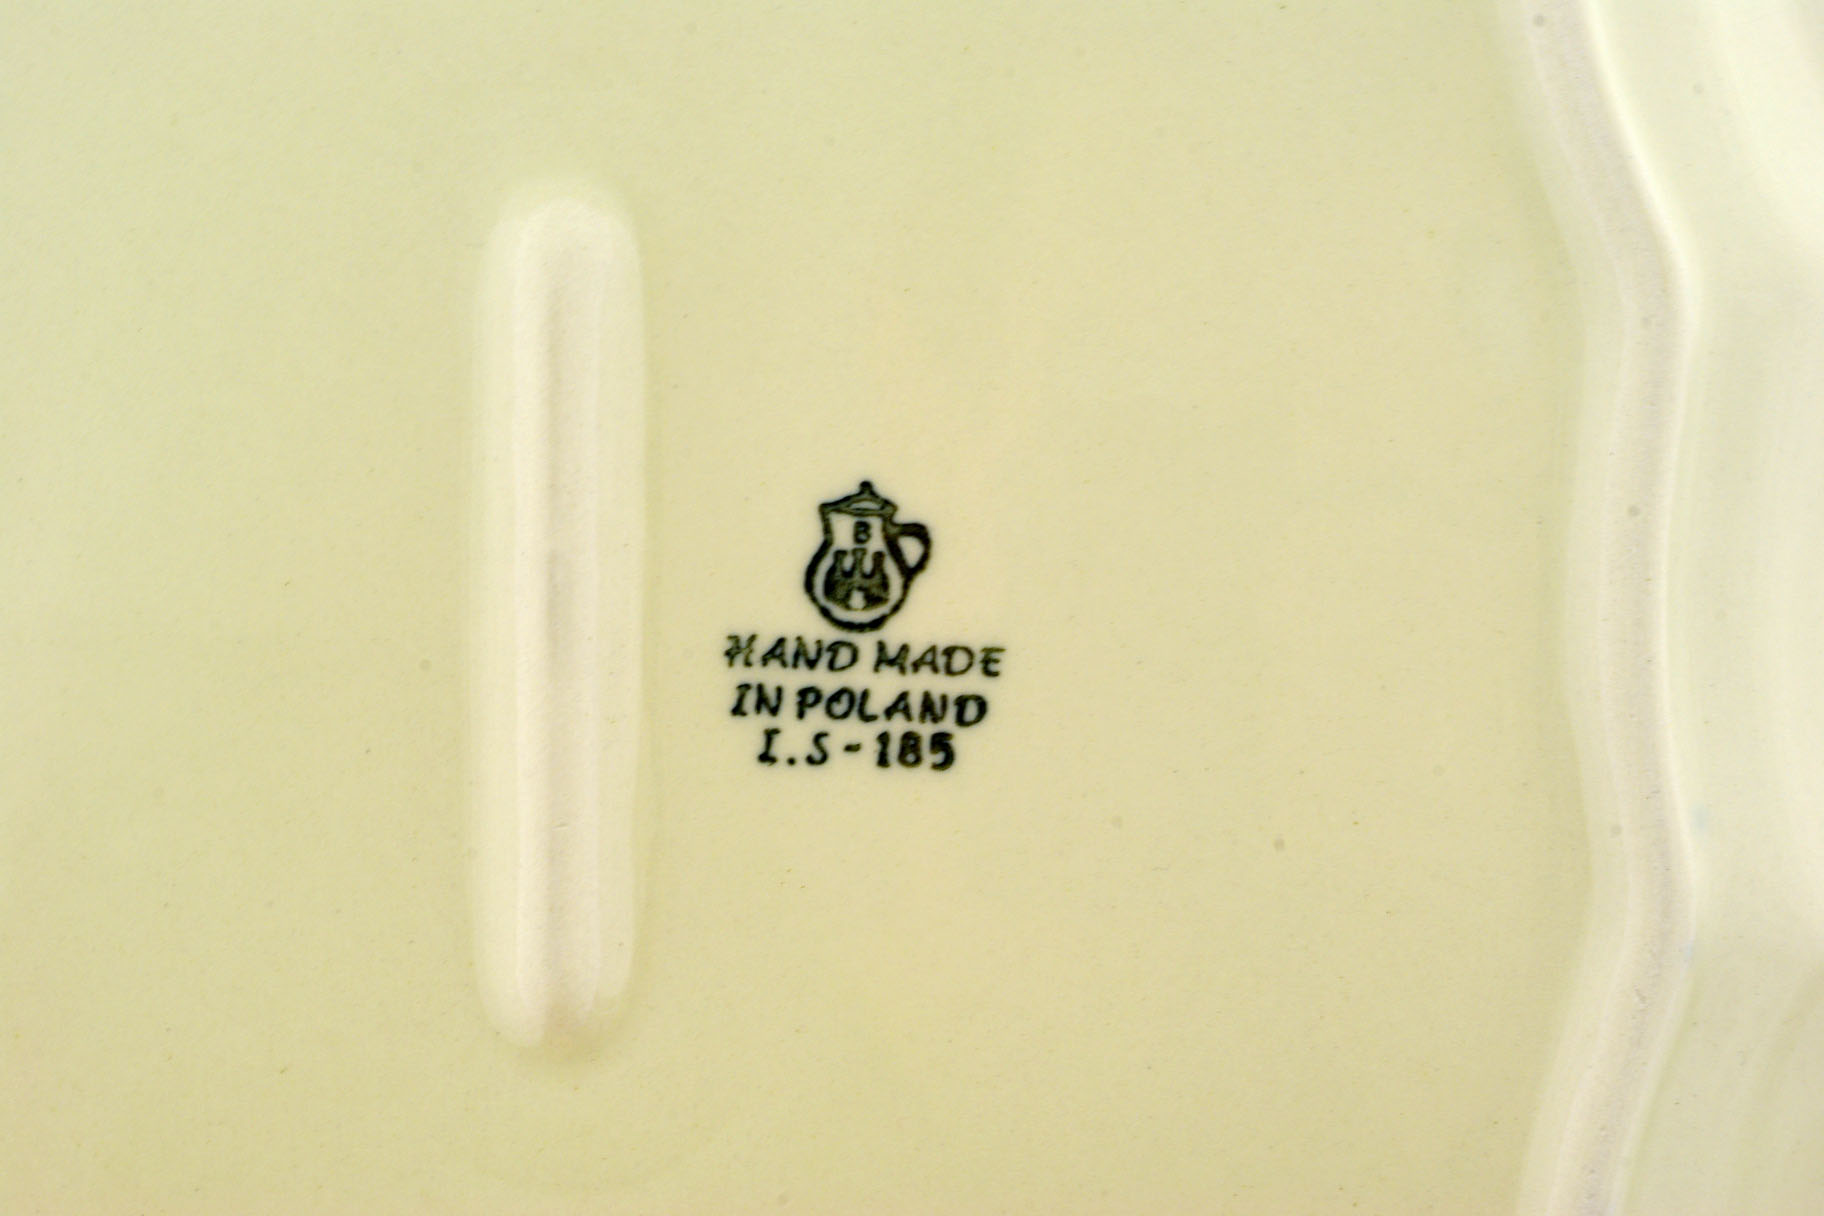 B
HAND MADE
IN POLAND
I.S-185